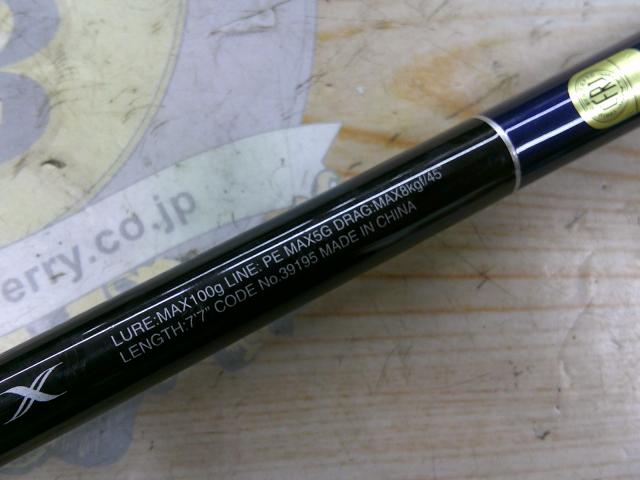 LURE:MAX100g LINE: PE MAX5G DRAG:MAX8kgf/45
LENGTH:7'7" CODE No.39195 MADE IN CHINA
erry.co.jp